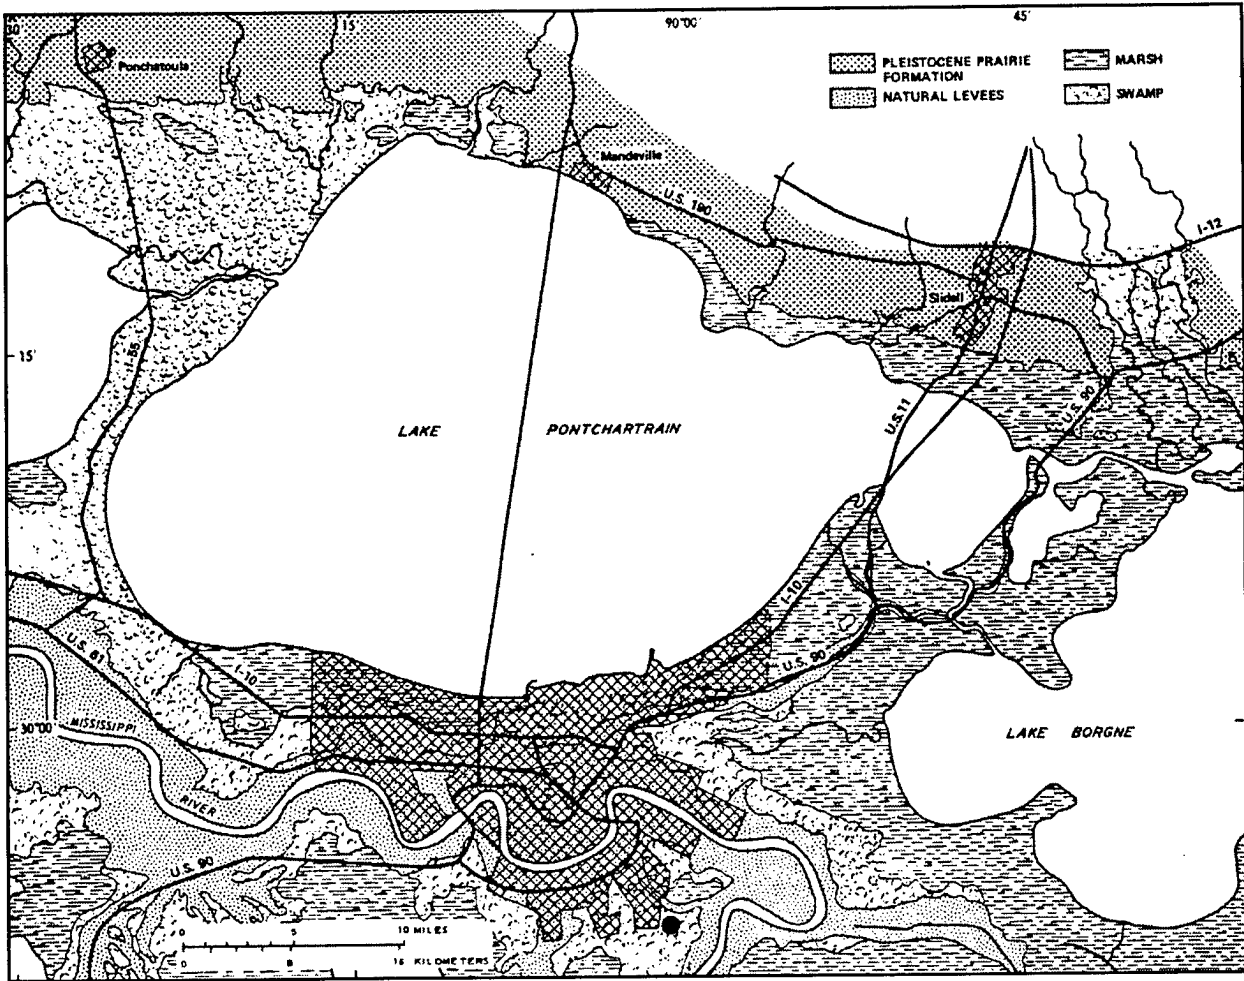 30
15
90°00'
45'
Ponchatoula
PLEISTOCENE PRAIRIE
FORMATION
NATURAL LEVEES
MARSH
SWAMP
Mandeville
U.S. 190
I-12
Slidell
15'
I-55
LAKE PONTCHARTRAIN
U.S.11
U.S. 90
I-10
U.S. 90
U.S. 61
I-10
30°00'
MISSISSIPPI
RIVER
LAKE BORGNE
U.S. 90
0 5 10 MILES
0 8 16 KILOMETERS